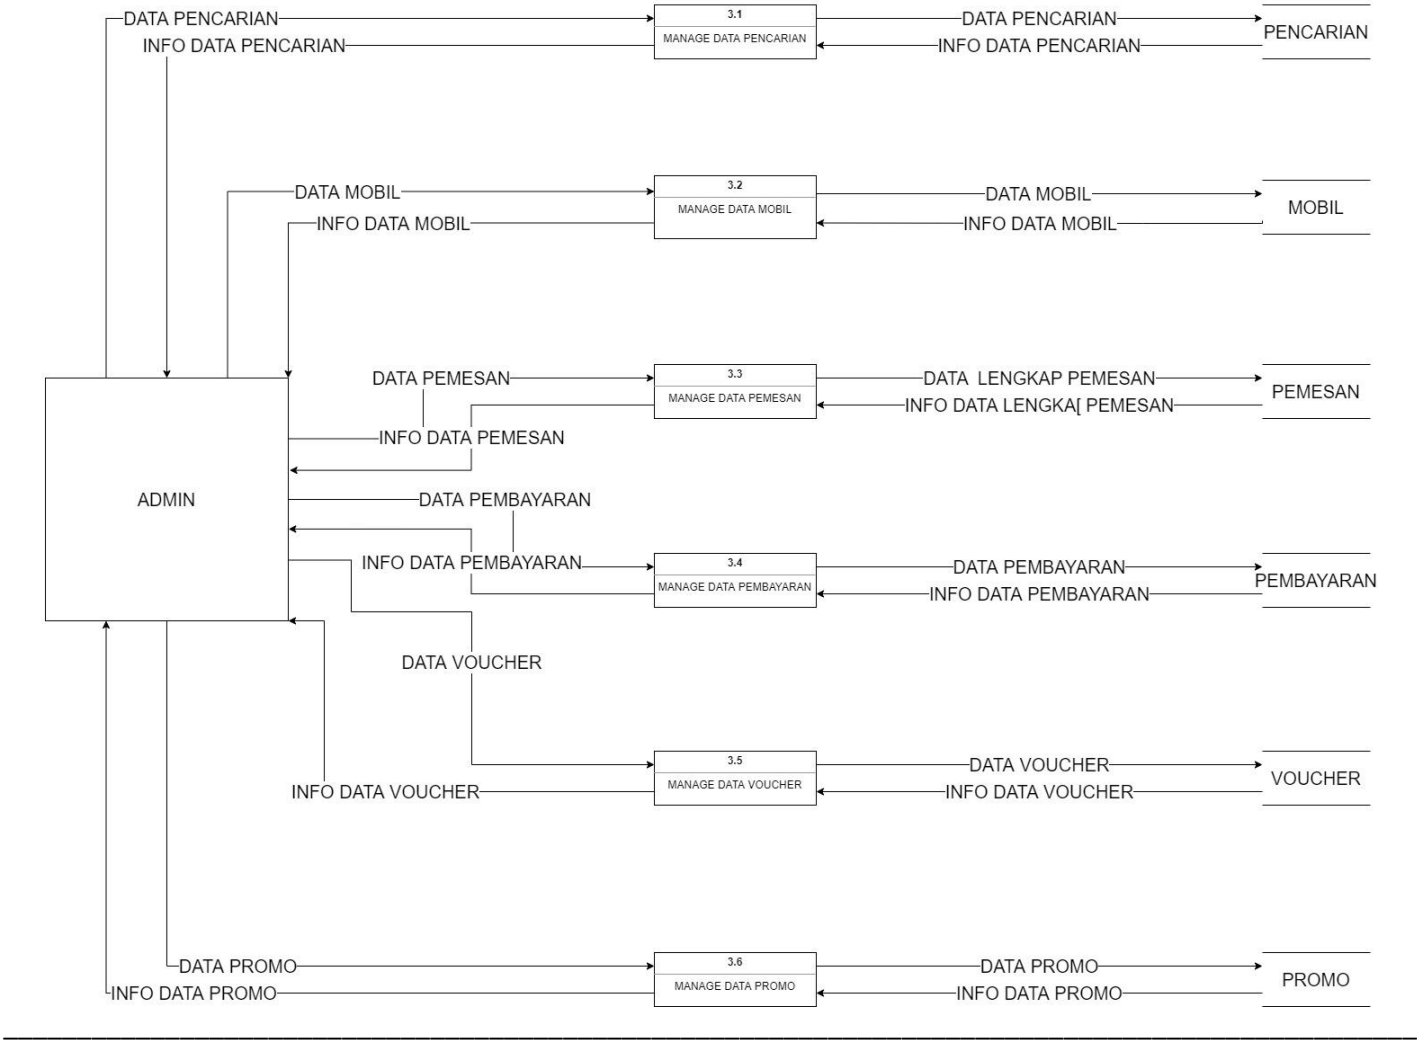 DATA PENCARIAN
3.1
DATA PENCARIAN
PENCARIAN
INFO DATA PENCARIAN
MANAGE DATA PENCARIAN
INFO DATA PENCARIAN
DATA MOBIL
3.2
DATA MOBIL
MOBIL
INFO DATA MOBIL
MANAGE DATA MOBIL
INFO DATA MOBIL
DATA PEMESAN
3.3
DATA LENGKAP PEMESAN
PEMESAN
MANAGE DATA PEMESAN
INFO DATA LENGKA[ PEMESAN
INFO DATA PEMESAN
ADMIN
DATA PEMBAYARAN
INFO DATA PEMBAYARAN
3.4
DATA PEMBAYARAN
PEMBAYARAN
MANAGE DATA PEMBAYARAN
INFO DATA PEMBAYARAN
DATA VOUCHER
3.5
DATA VOUCHER
VOUCHER
INFO DATA VOUCHER
MANAGE DATA VOUCHER
INFO DATA VOUCHER
DATA PROMO
3.6
DATA PROMO
PROMO
INFO DATA PROMO
MANAGE DATA PROMO
INFO DATA PROMO